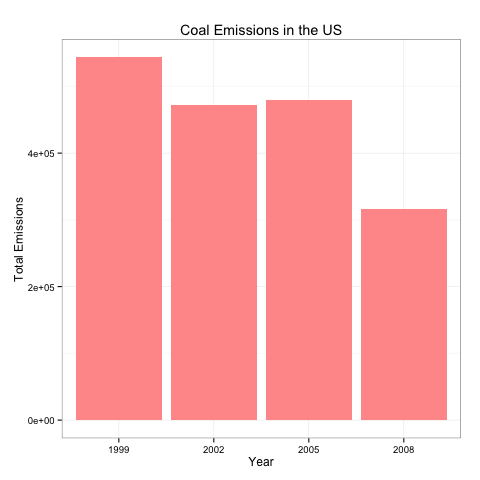 Coal Emissions in the US
Total Emissions
4e+05
2e+05
0e+00
1999 2002 2005 2008
Year